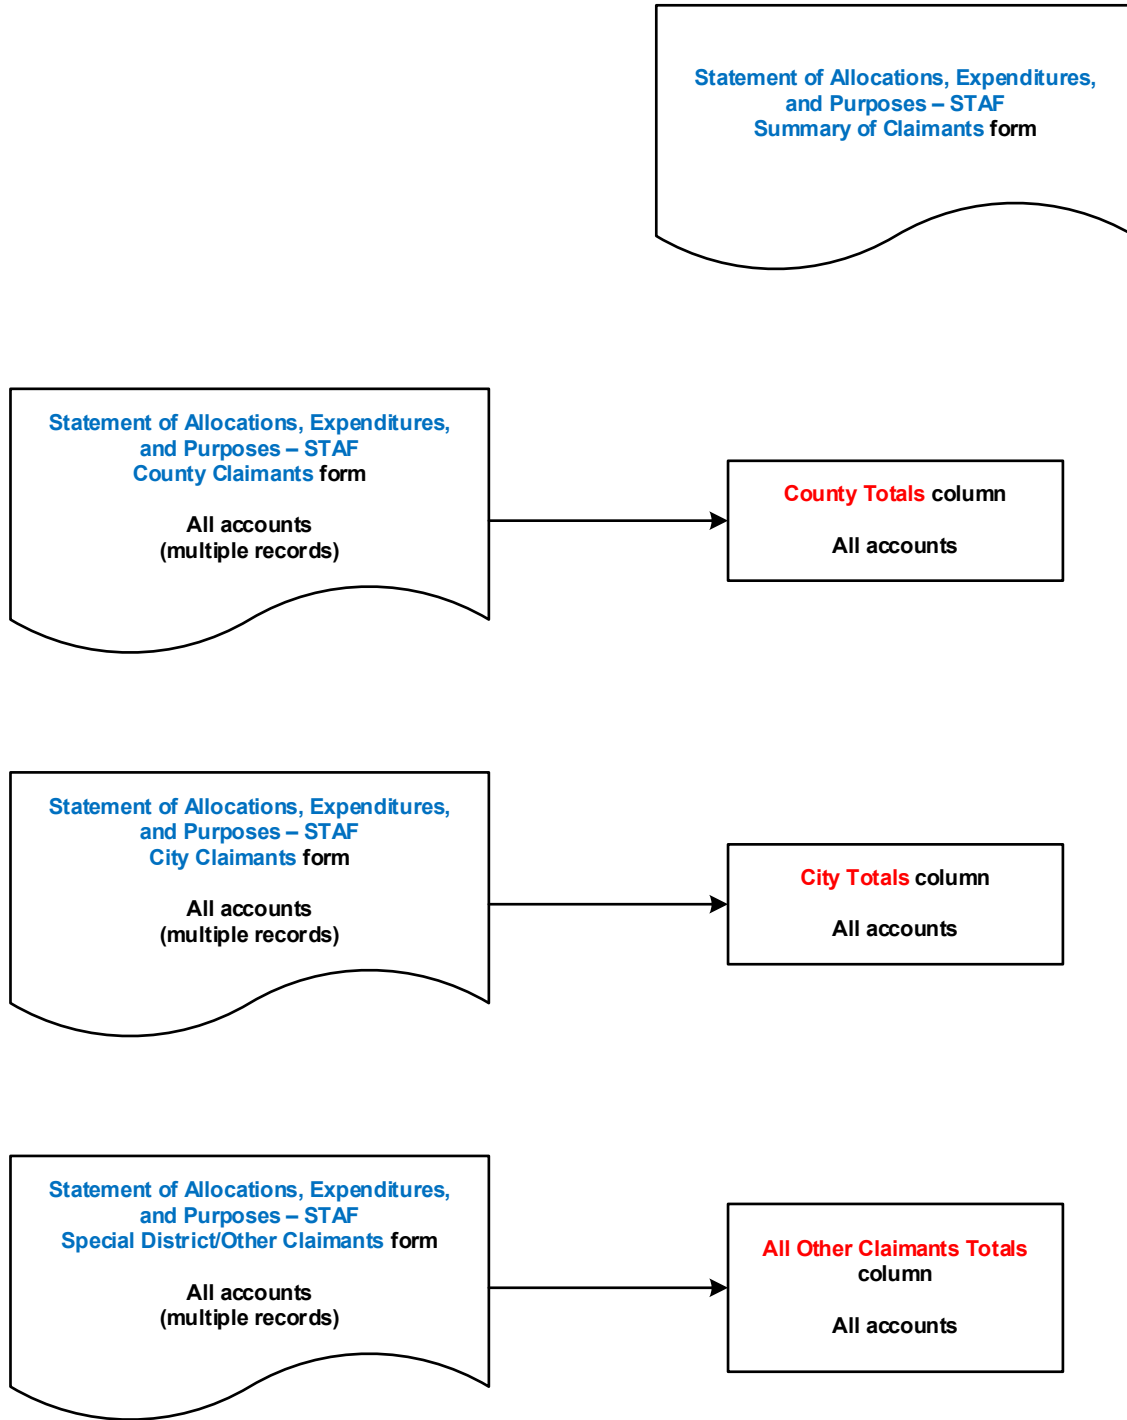 Statement of Allocations, Expenditures,
and Purposes – STAF
Summary of Claimants form
Statement of Allocations, Expenditures,
and Purposes – STAF
County Claimants form
All accounts
(multiple records)
County Totals column
All accounts
Statement of Allocations, Expenditures,
and Purposes – STAF
City Claimants form
All accounts
(multiple records)
City Totals column
All accounts
Statement of Allocations, Expenditures,
and Purposes – STAF
Special District/Other Claimants form
All accounts
(multiple records)
All Other Claimants Totals
column
All accounts